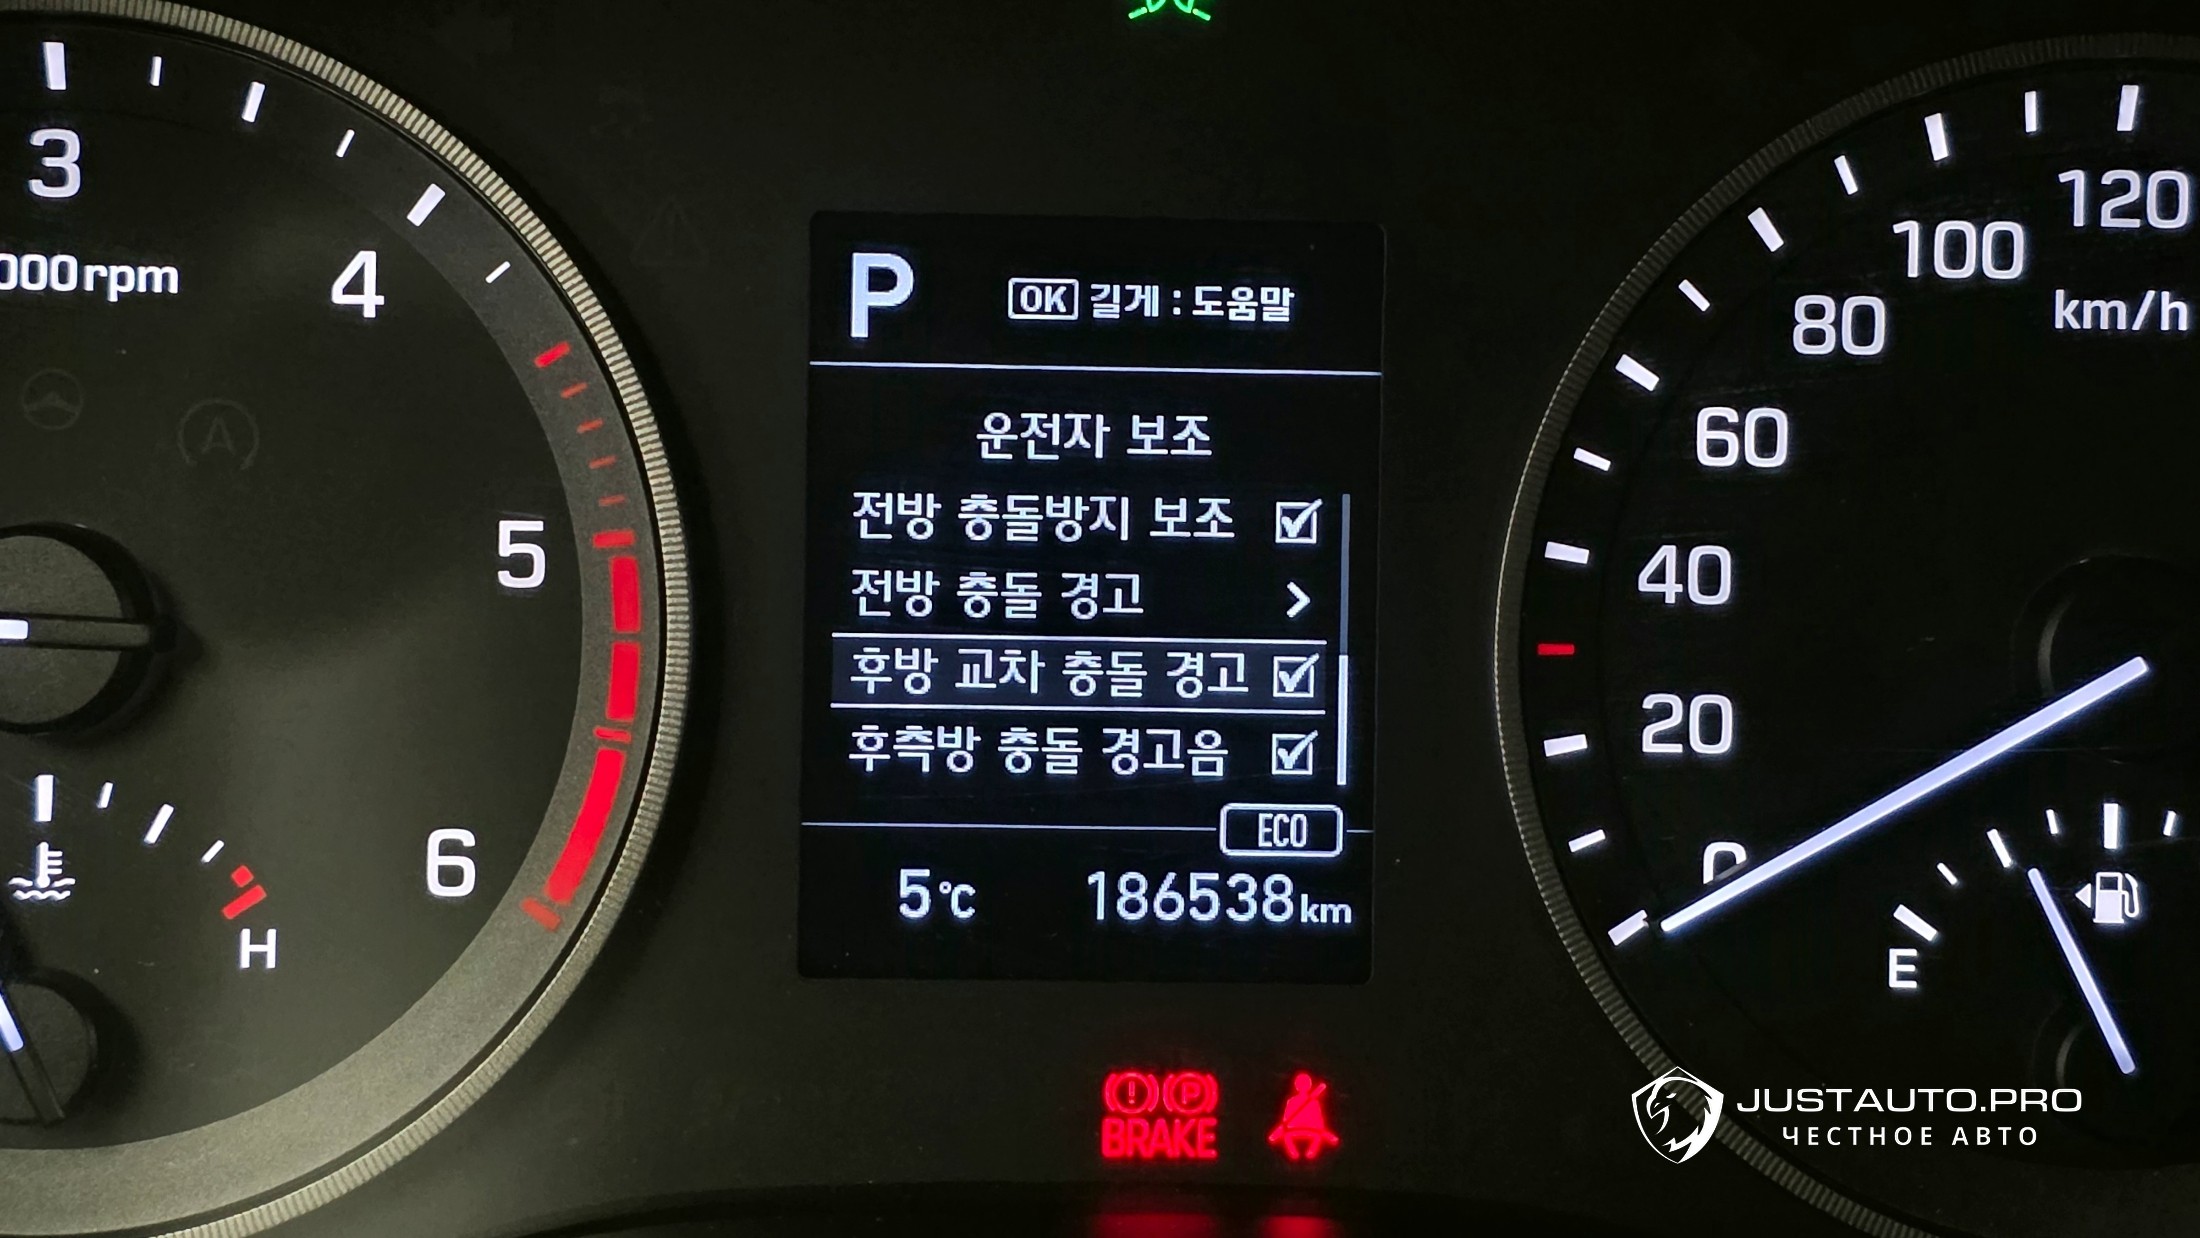 3
4
5
6
000rpm
H
P
OK 길게 : 도움말
운전자 보조
전방 충돌방지 보조
전방 충돌 경고
후방 교차 충돌 경고
후측방 충돌 경고음
ECO
5°C 186538km
BRAKE
120
100
80
60
40
20
0
km/h
E
JUSTAUTO.PRO
ЧЕСТНОЕ АВТО